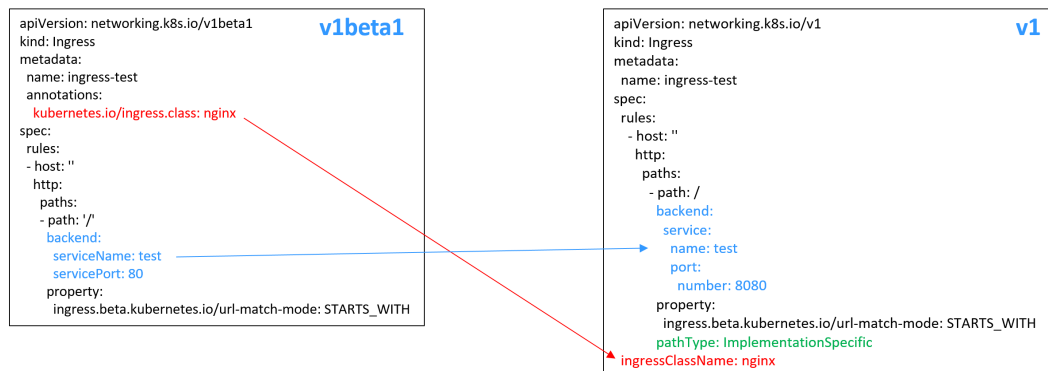 v1beta1
apiVersion: networking.k8s.io/v1beta1
kind: Ingress
metadata:
name: ingress-test
annotations:
kubernetes.io/ingress.class: nginx
spec:
rules:
- host: ''
http:
paths:
- path: '/'
backend:
serviceName: test
servicePort: 80
property:
ingress.beta.kubernetes.io/url-match-mode: STARTS_WITH
v1
apiVersion: networking.k8s.io/v1
kind: Ingress
metadata:
name: ingress-test
spec:
rules:
- host: ''
http:
paths:
- path: /
backend:
service:
name: test
port:
number: 8080
property:
ingress.beta.kubernetes.io/url-match-mode: STARTS_WITH
pathType: ImplementationSpecific
ingressClassName: nginx